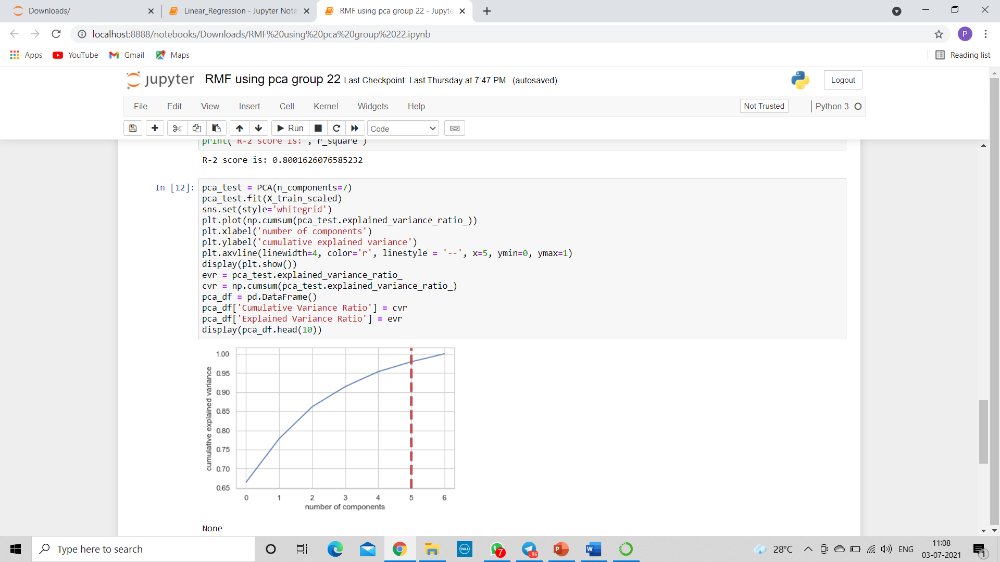 Downloads/
Linear_Regression - Jupyter Note
RMF using pca group 22 - Jupyte
localhost:8888/notebooks/Downloads/RMF%20using%20pca%20group%2022.ipynb
P
Apps
YouTube
Gmail
Maps
Reading list
jupyter
RMF using pca group 22 Last Checkpoint: Last Thursday at 7:47 PM (autosaved)
Logout
File Edit View Insert Cell Kernel Widgets Help
Not Trusted
Python 3
Run
Code
print("R-2 score is:", r_square )
R-2 score is: 0.8001626076585232
In [12]:
pca_test = PCA(n_components=7)
pca_test.fit(X_train_scaled)
sns.set(style='whitegrid')
plt.plot(np.cumsum(pca_test.explained_variance_ratio_))
plt.xlabel('number of components')
plt.ylabel('cumulative explained variance')
plt.axvline(linewidth=4, color='r', linestyle = '--', x=5, ymin=0, ymax=1)
display(plt.show())
evr = pca_test.explained_variance_ratio_
cvr = np.cumsum(pca_test.explained_variance_ratio_)
pca_df = pd.DataFrame()
pca_df['Cumulative Variance Ratio'] = cvr
pca_df['Explained Variance Ratio'] = evr
display(pca_df.head(10))
cumulative explained variance
1.00
0.95
0.90
0.85
0.80
0.75
0.70
0.65
0 1 2 3 4 5 6
number of components
None
Type here to search
DELL
7
..86
P
W
28°C
ENG
11:08
03-07-2021
1